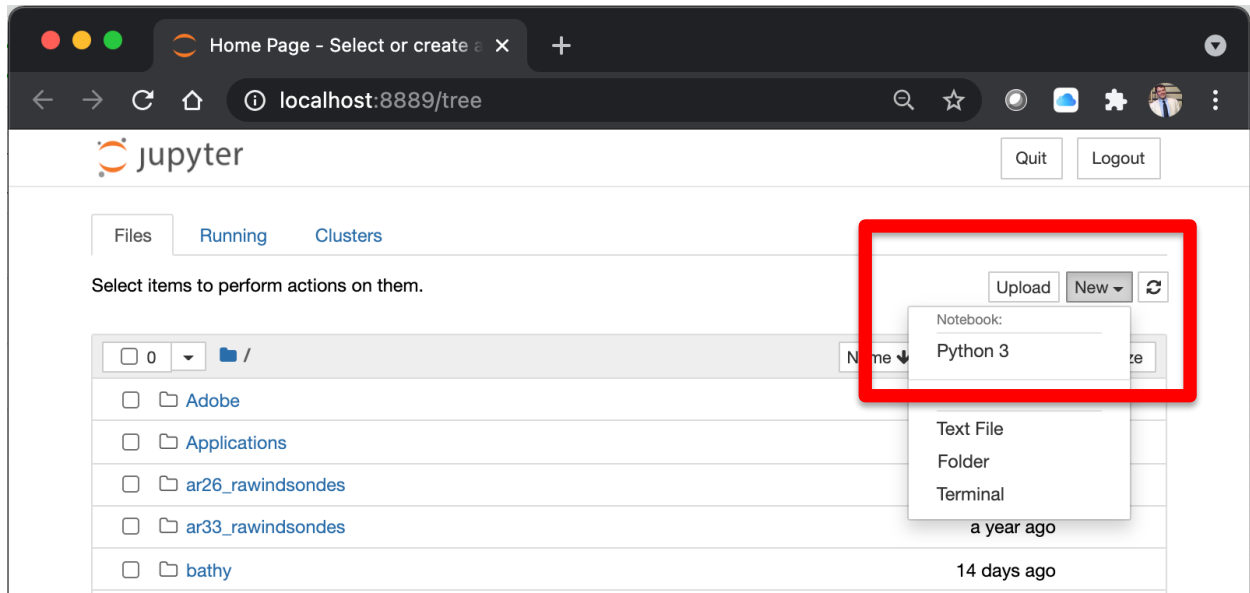 Home Page - Select or create a
localhost:8889/tree
jupyter
Quit Logout
Files Running Clusters
Select items to perform actions on them.
Upload New
Notebook:
0 /
Python 3
Adobe
Applications
Text File
Folder
ar26_rawindsondes
Terminal
ar33_rawindsondes a year ago
bathy 14 days ago